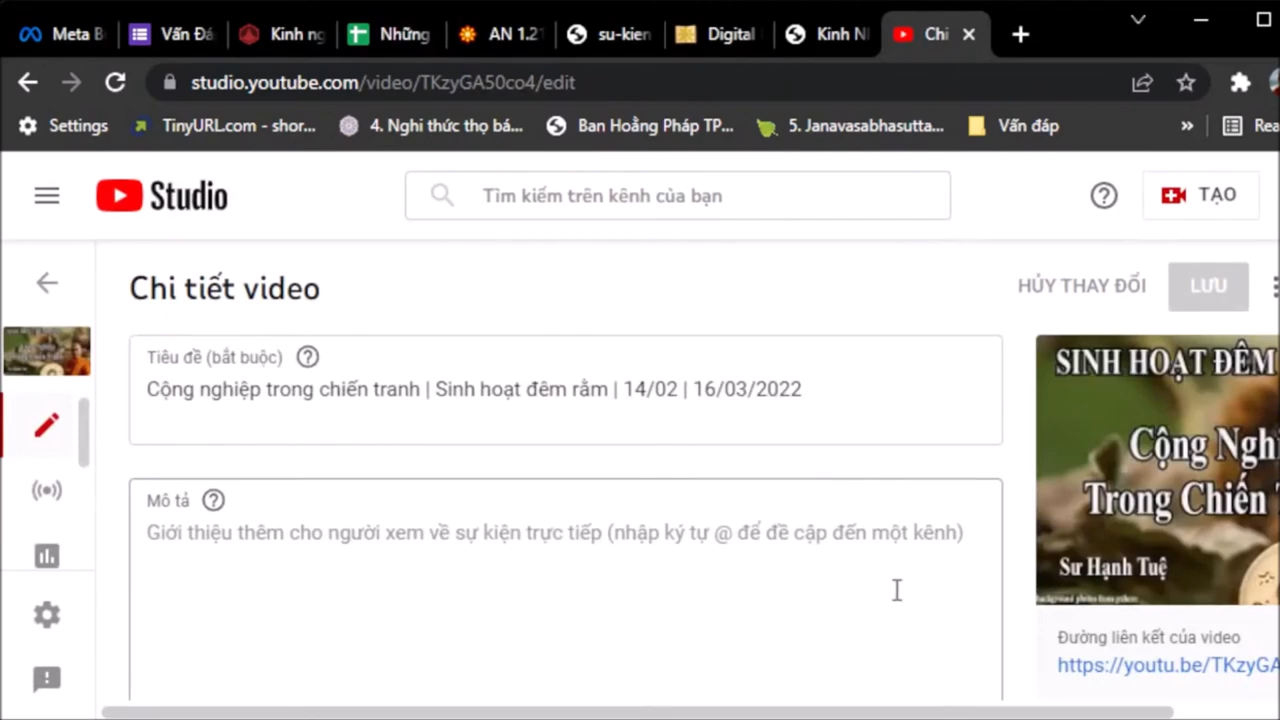 Meta B
Vấn Đá
Kinh ng
Những
AN 1.21
su-kien
Digital
Kinh N
Chi
studio.youtube.com/video/TKzyGA50co4/edit
Settings
TinyURL.com - shor...
4. Nghi thức thọ bá...
Ban Hoằng Pháp TP...
5. Janavasabhasutta...
Vấn đáp
Rea
Studio
Tìm kiếm trên kênh của bạn
TẠO
Chi tiết video
HỦY THAY ĐỔI
LƯU
Tiêu đề (bắt buộc)
Cộng nghiệp trong chiến tranh | Sinh hoạt đêm rằm | 14/02 | 16/03/2022
Mô tả
Giới thiệu thêm cho người xem về sự kiện trực tiếp (nhập ký tự @ để đề cập đến một kênh)
SINH HOẠT ĐÊM
Cộng Nghi
Trong Chiến
Sư Hạnh Tuệ
Đường liên kết của video
https://youtu.be/TKzyGA